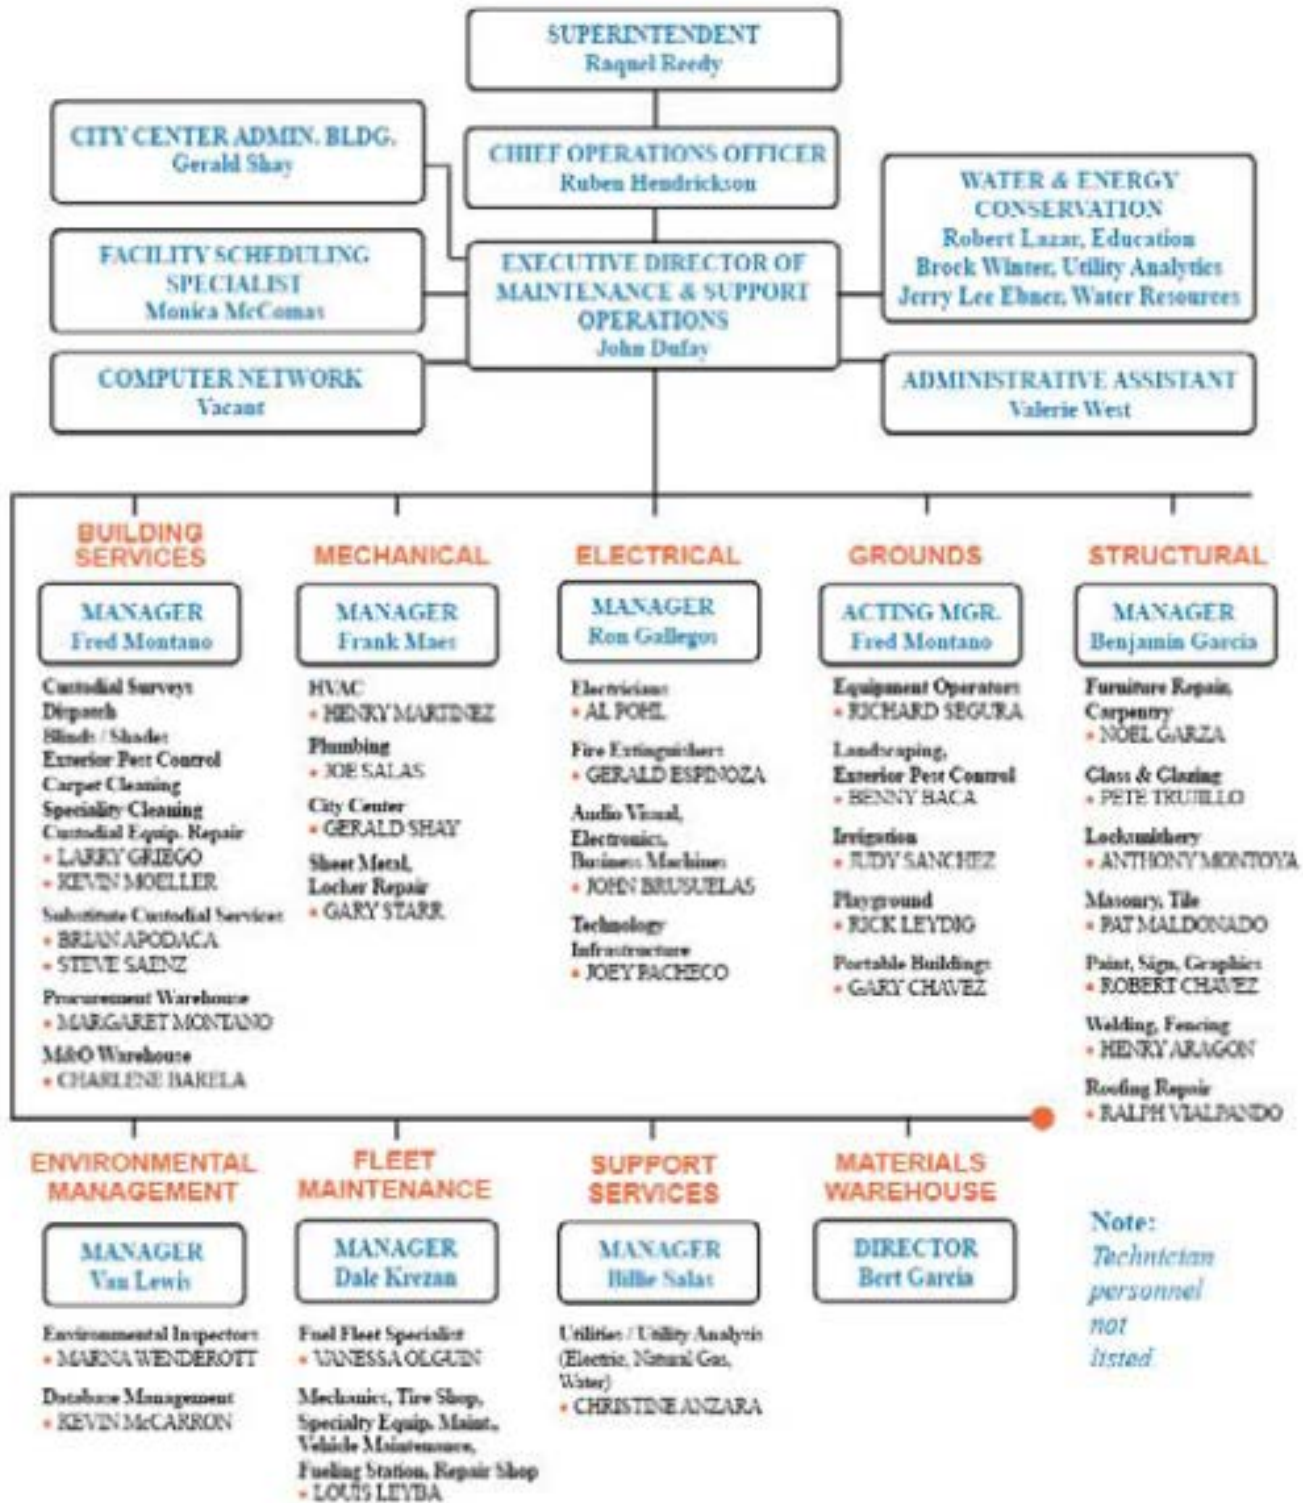 SUPERINTENDENT
Raquel Reedy
CITY CENTER ADMIN. BLDG.
Gerald Shay
CHIEF OPERATIONS OFFICER
Ruben Hendrickson
WATER & ENERGY
CONSERVATION
Robert Lazar, Education
Brock Winter, Utility Analytics
Jerry Lee Ebner, Water Resources
FACILITY SCHEDULING
SPECIALIST
Monica McComas
EXECUTIVE DIRECTOR OF
MAINTENANCE & SUPPORT
OPERATIONS
John Dufay
COMPUTER NETWORK
Vacant
ADMINISTRATIVE ASSISTANT
Valerie West
BUILDING
SERVICES
MANAGER
Fred Montano
Custodial Surveys
Dispatch
Blinds / Shades
Exterior Pest Control
Carpet Cleaning
Speciality Cleaning
Custodial Equip. Repair
• LARRY GRIEGO
• KEVIN MOELLER
Substitute Custodial Services
• BRIAN APODACA
• STEVE SAENZ
Procurement Warehouse
• MARGARET MONTANO
M&O Warehouse
• CHARLENE BARELA
MECHANICAL
MANAGER
Frank Maes
HVAC
• HENRY MARTINEZ
Plumbing
• JOE SALAS
City Center
• GERALD SHAY
Sheet Metal,
Locker Repair
• GARY STARR
ELECTRICAL
MANAGER
Ron Gallegos
Electricians
• AL POHL
Fire Extinguishers
• GERALD ESPINOZA
Audio Visual,
Electronics,
Business Machines
• JOHN BRUSUELAS
Technology
Infrastructure
• JOEY PACHECO
GROUNDS
ACTING MGR.
Fred Montano
Equipment Operators
• RICHARD SEGURA
Landscaping,
Exterior Pest Control
• BENNY BACA
Irrigation
• JUDY SANCHEZ
Playground
• RICK LEYDIG
Portable Buildings
• GARY CHAVEZ
STRUCTURAL
MANAGER
Benjamin Garcia
Furniture Repair,
Carpentry
• NOEL GARZA
Glass & Glazing
• PETE TRUJILLO
Locksmithery
• ANTHONY MONTOYA
Masonry, Tile
• PAT MALDONADO
Paint, Sign, Graphics
• ROBERT CHAVEZ
Welding, Fencing
• HENRY ARAGON
Roofing Repair
• RALPH VIALPANDO
ENVIRONMENTAL
MANAGEMENT
MANAGER
Van Lewis
Environmental Inspectors
• MARNA WENDEROTT
Database Management
• KEVIN McCARRON
FLEET
MAINTENANCE
MANAGER
Dale Krezan
Fuel Fleet Specialist
• VANESSA OLGUIN
Mechanics, Tire Shop,
Specialty Equip. Maint.,
Vehicle Maintenance,
Fueling Station, Repair Shop
• LOUIS LEYBA
SUPPORT
SERVICES
MANAGER
Billie Salas
Utilities / Utility Analysis
(Electric, Natural Gas,
Water)
• CHRISTINE ANZARA
MATERIALS
WAREHOUSE
DIRECTOR
Bert Garcia
Note:
Technician
personnel
not
listed